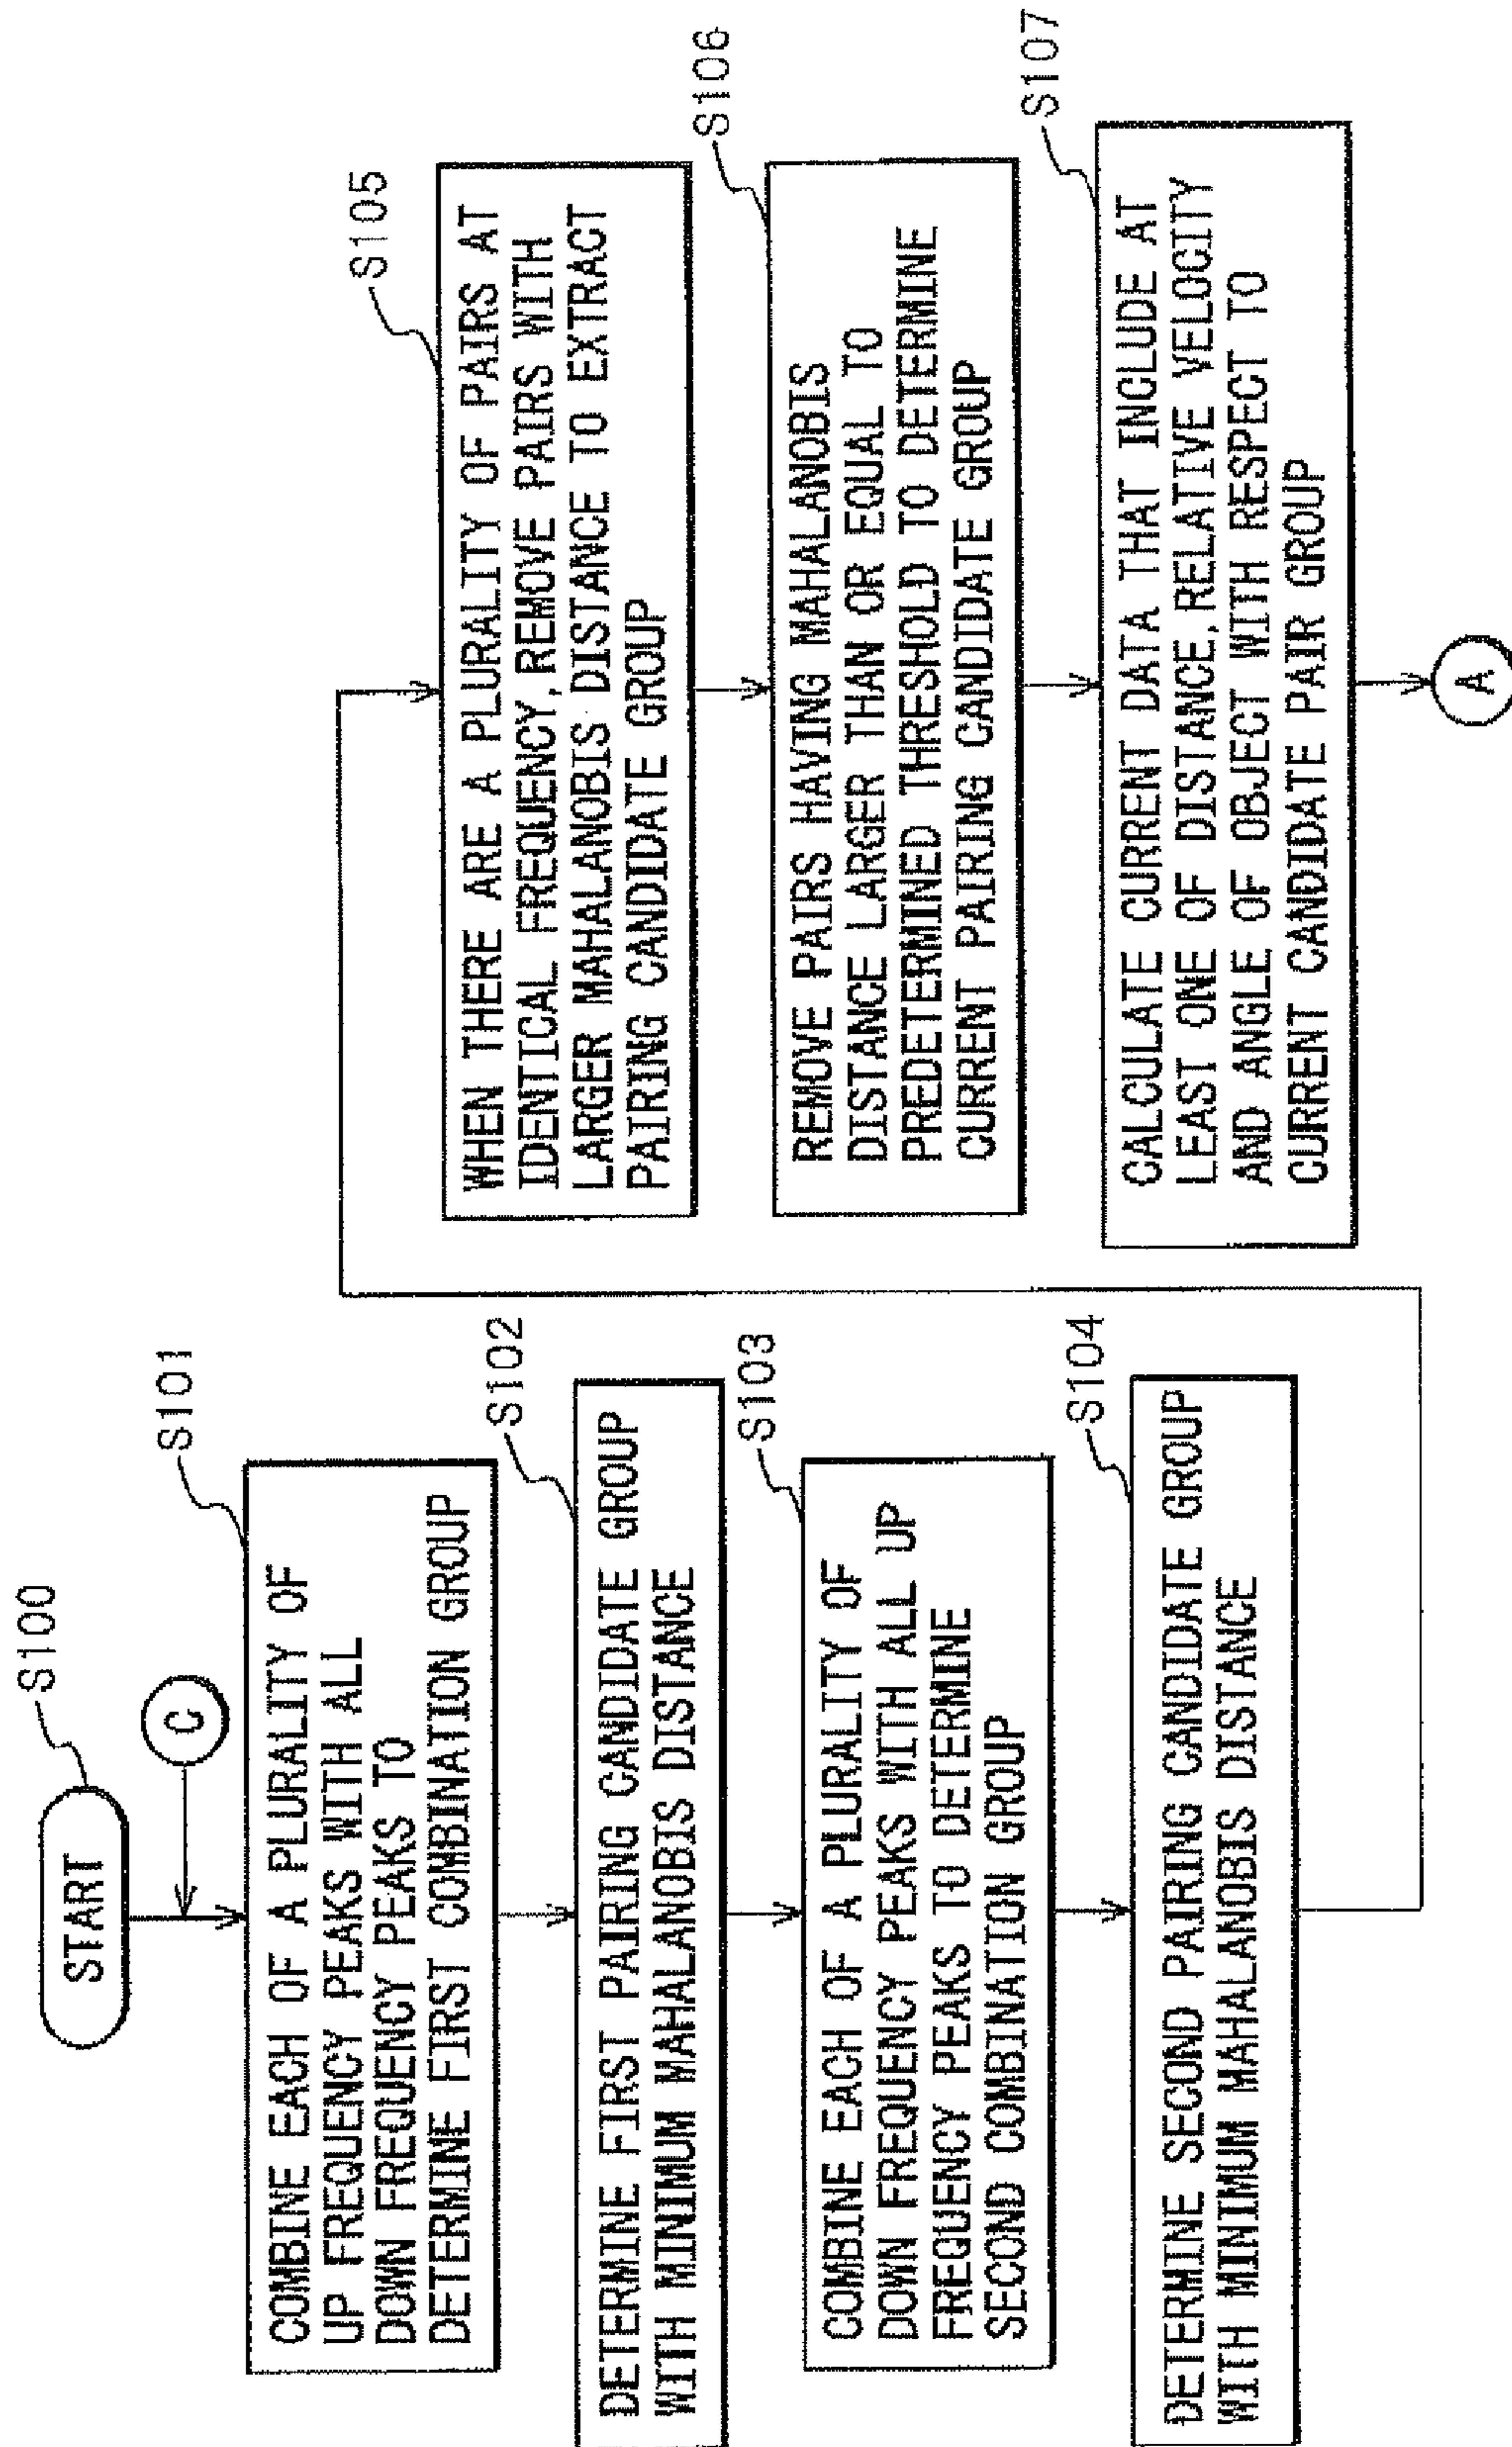 START
S100
C
S101
COMBINE EACH OF A PLURALITY OF
UP FREQUENCY PEAKS WITH ALL
DOWN FREQUENCY PEAKS TO
DETERMINE FIRST COMBINATION GROUP
S102
DETERMINE FIRST PAIRING CANDIDATE GROUP
WITH MINIMUM MAHALANOBIS DISTANCE
S103
COMBINE EACH OF A PLURALITY OF
DOWN FREQUENCY PEAKS WITH ALL UP
FREQUENCY PEAKS TO DETERMINE
SECOND COMBINATION GROUP
S104
DETERMINE SECOND PAIRING CANDIDATE GROUP
WITH MINIMUM MAHALANOBIS DISTANCE
S105
WHEN THERE ARE A PLURALITY OF PAIRS AT
IDENTICAL FREQUENCY, REMOVE PAIRS WITH
LARGER MAHALANOBIS DISTANCE TO EXTRACT
PAIRING CANDIDATE GROUP
S106
REMOVE PAIRS HAVING MAHALANOBIS
DISTANCE LARGER THAN OR EQUAL TO
PREDETERMINED THRESHOLD TO DETERMINE
CURRENT PAIRING CANDIDATE GROUP
S107
CALCULATE CURRENT DATA THAT INCLUDE AT
LEAST ONE OF DISTANCE, RELATIVE VELOGITY
AND ANGLE OF OBJECT WITH RESPECT TO
CURRENT CANDIDATE PAIR GROUP
A